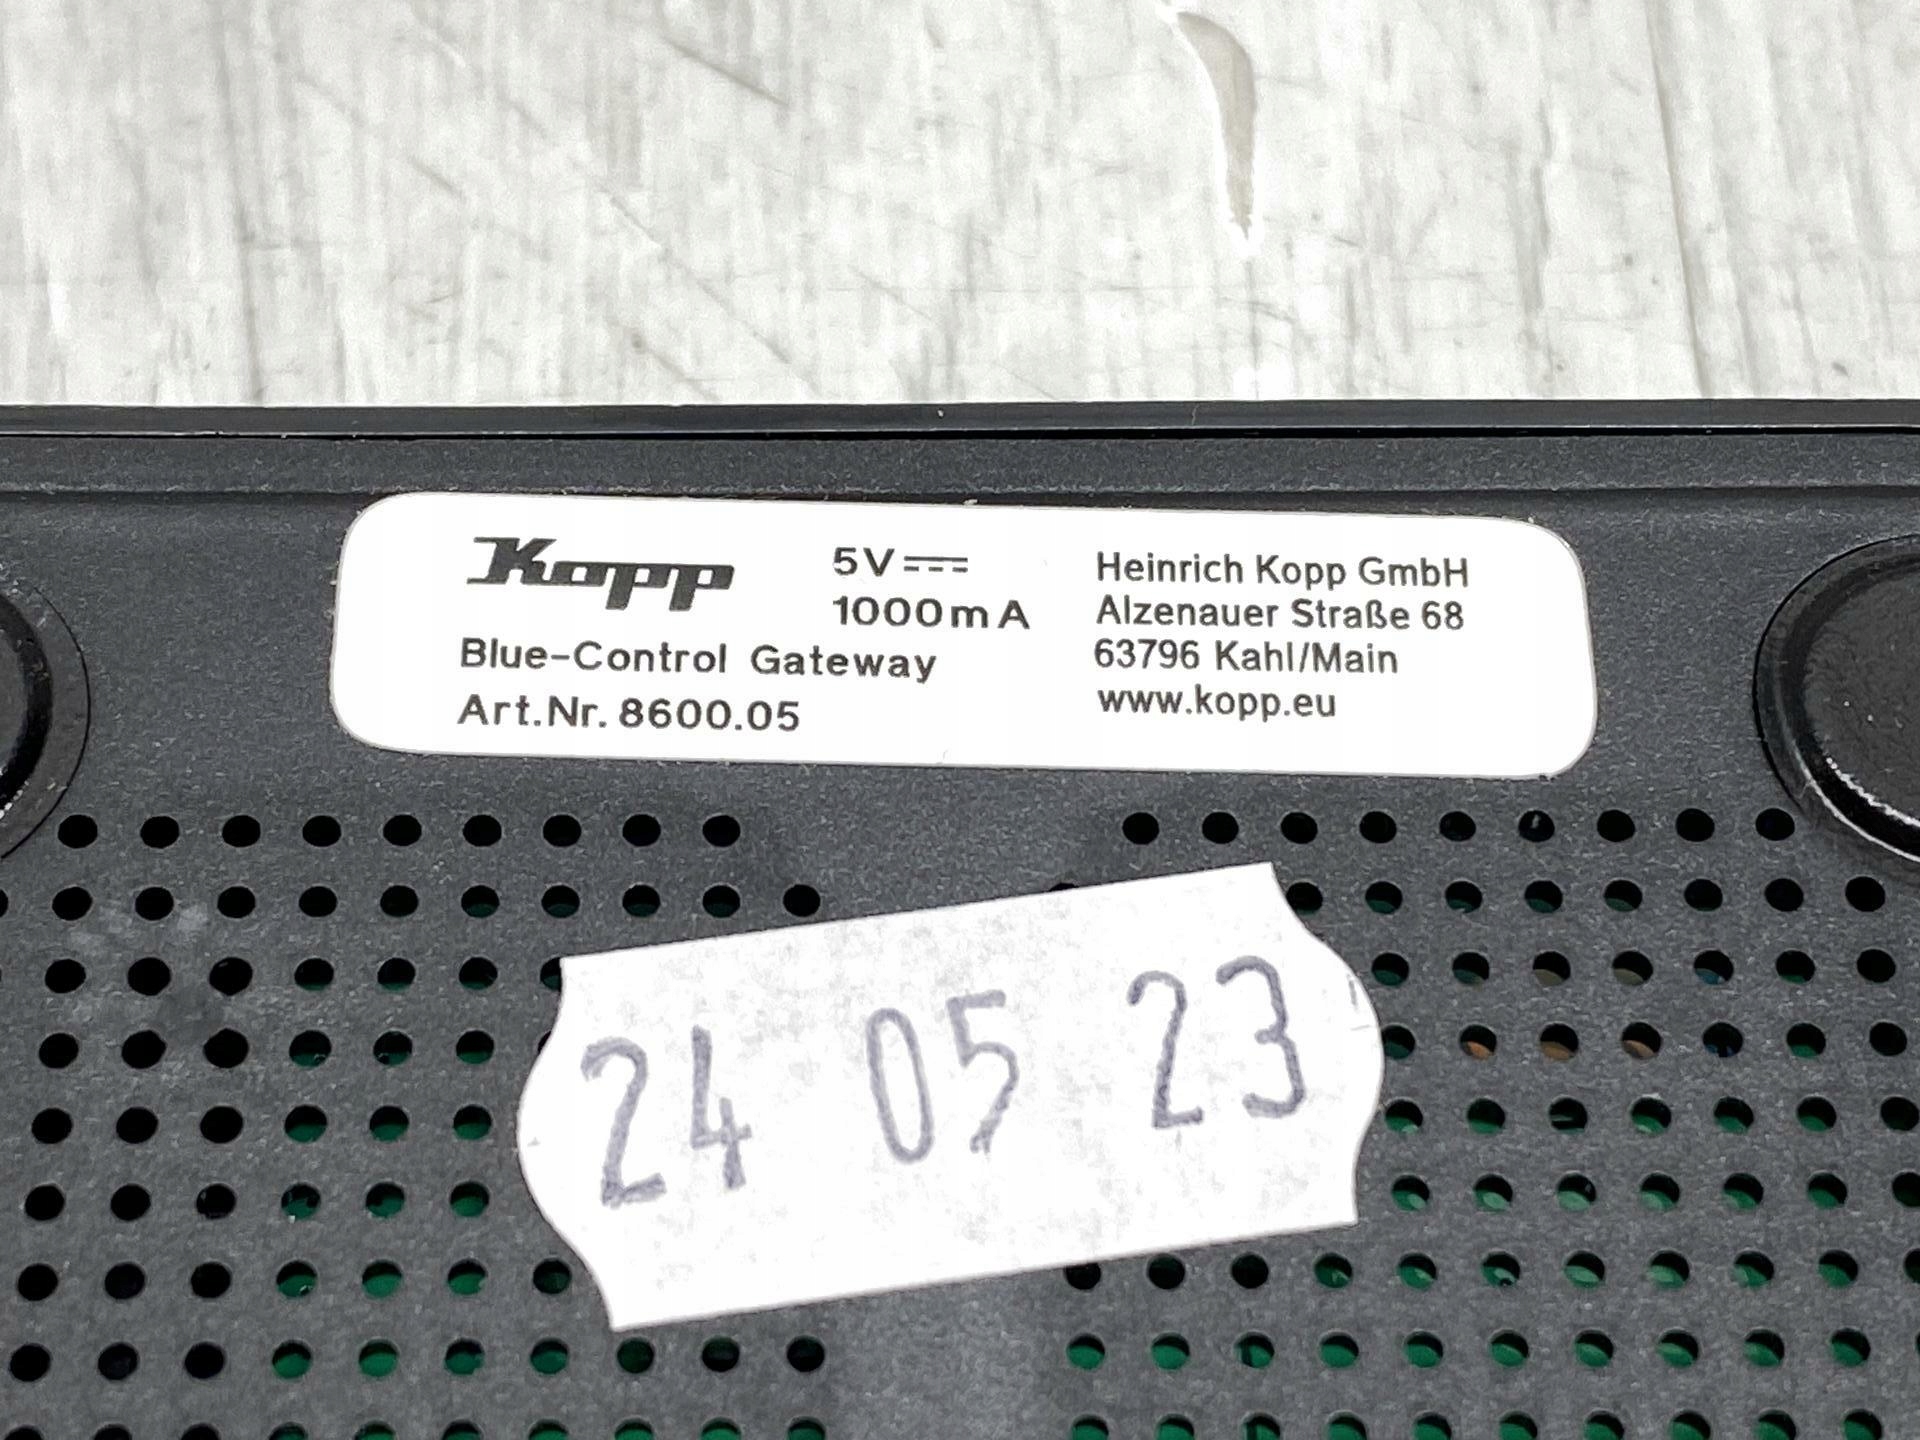 Kopp
5V⎓
1000mA
Blue-Control Gateway
Art.Nr. 8600.05
Heinrich Kopp GmbH
Alzenauer Straße 68
63796 Kahl/Main
www.kopp.eu
24 05 23